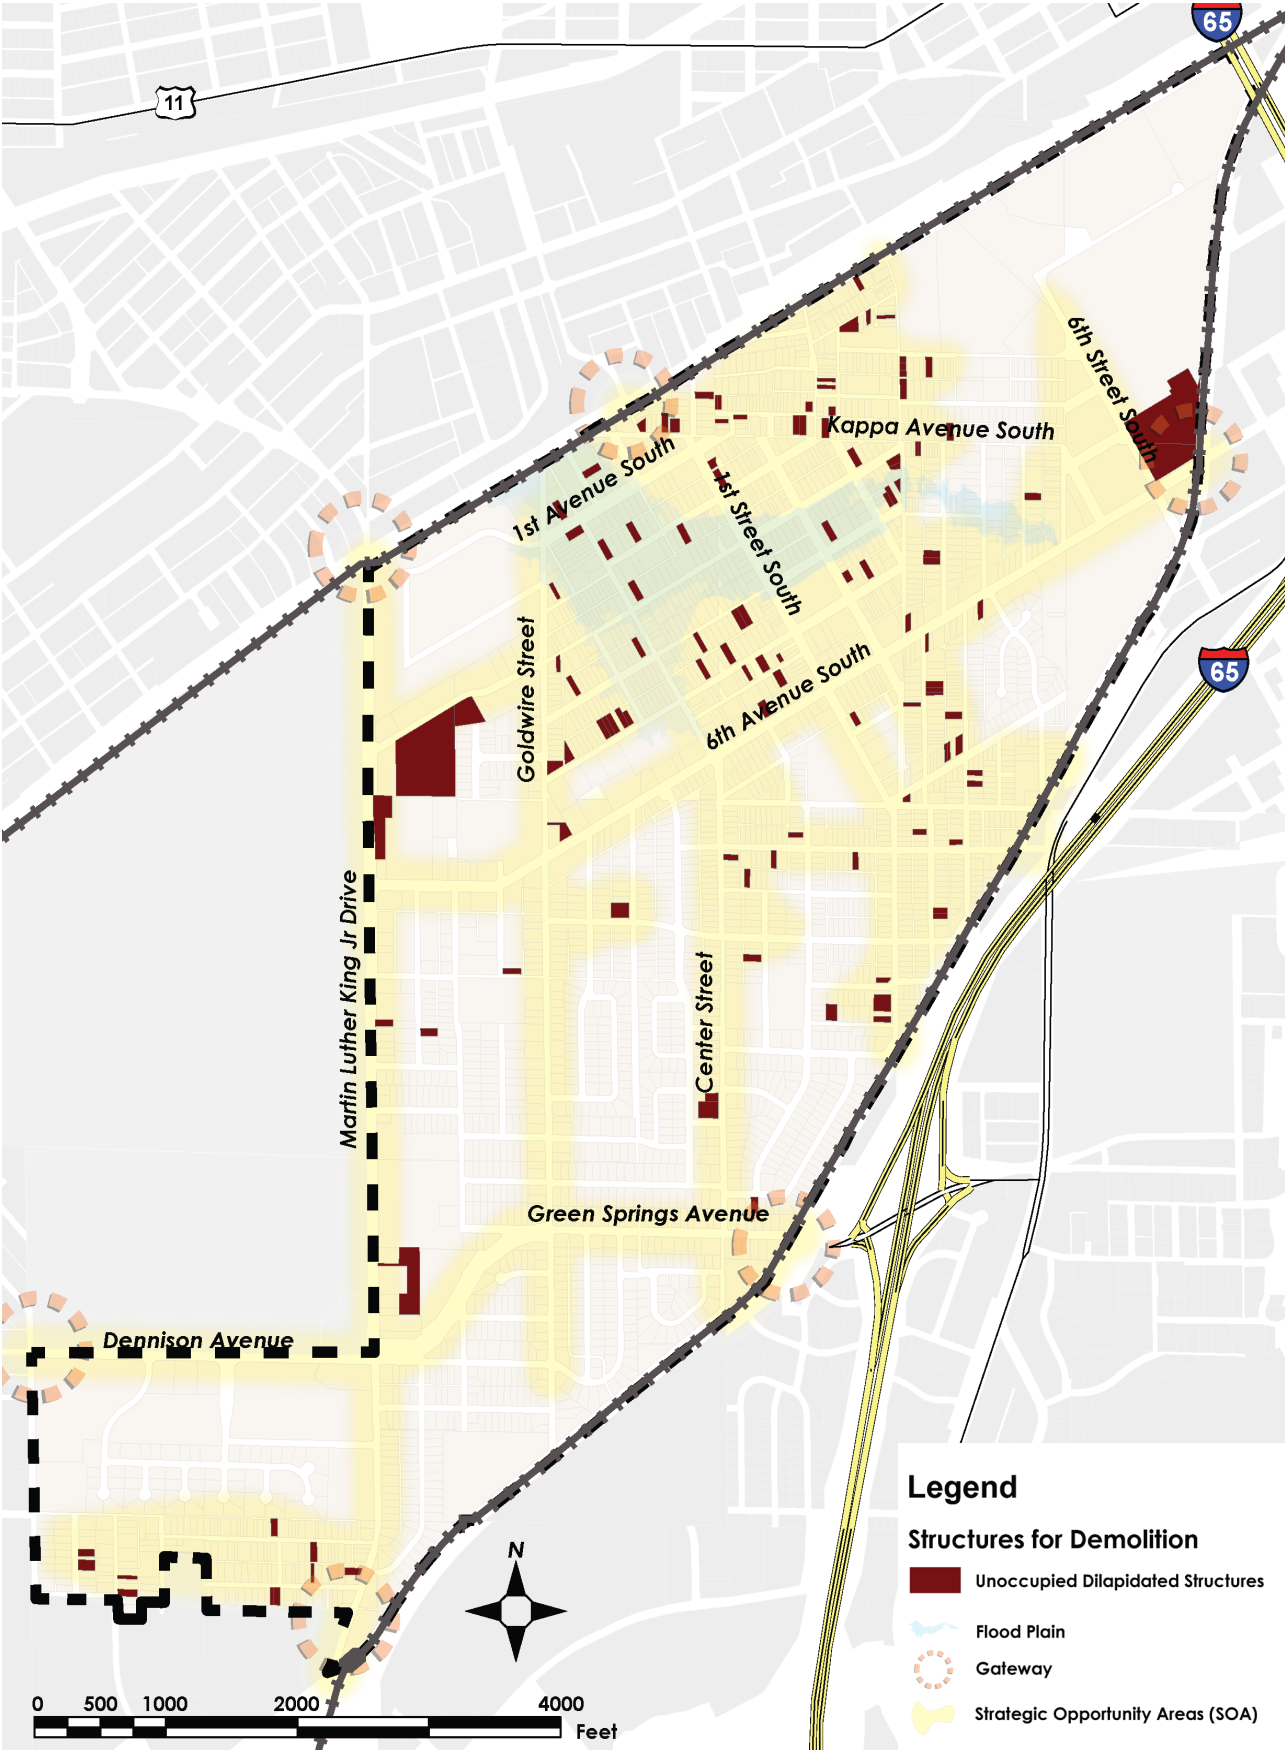 65
11
6th Street South
Kappa Avenue South
1st Avenue South
1st Street South
Goldwire Street
6th Avenue South
65
Martin Luther King Jr Drive
Center Street
Green Springs Avenue
Dennison Avenue
N
0 500 1000 2000 4000
Feet
Legend
Structures for Demolition
Unoccupied Dilapidated Structures
Flood Plain
Gateway
Strategic Opportunity Areas (SOA)